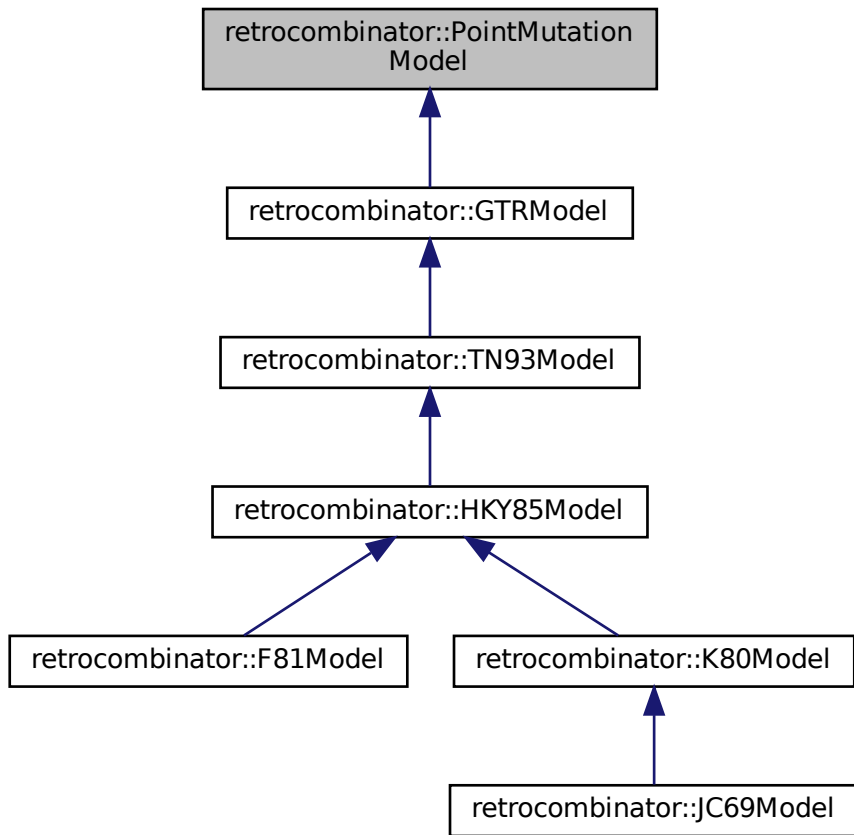 retrocombinator::PointMutation
Model
retrocombinator::GTRModel
retrocombinator::TN93Model
retrocombinator::HKY85Model
retrocombinator::F81Model
retrocombinator::K80Model
retrocombinator::JC69Model